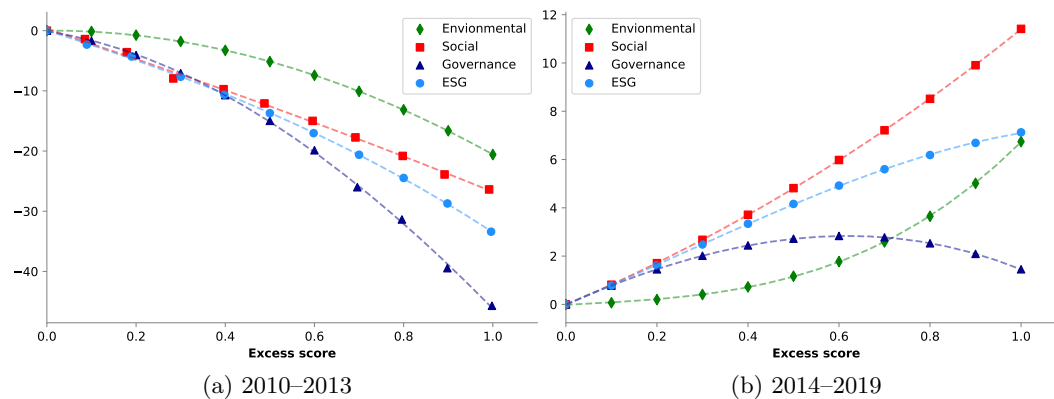 0
−10
−20
−30
−40
0.0 0.2 0.4 0.6 0.8 1.0
Excess score
Envionmental
Social
Governance
ESG
(a) 2010–2013
12
10
8
6
4
2
0
0.0 0.2 0.4 0.6 0.8 1.0
Excess score
Envionmental
Social
Governance
ESG
(b) 2014–2019